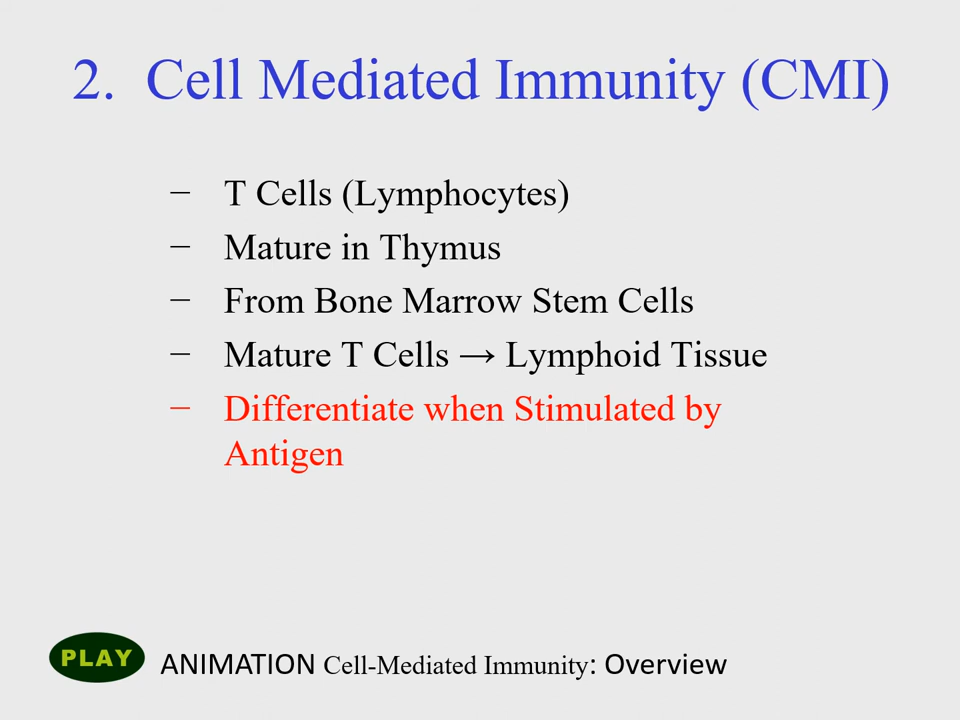 2. Cell Mediated Immunity (CMI)
– T Cells (Lymphocytes)
– Mature in Thymus
– From Bone Marrow Stem Cells
– Mature T Cells → Lymphoid Tissue
– Differentiate when Stimulated by
Antigen
PLAY ANIMATION Cell-Mediated Immunity: Overview